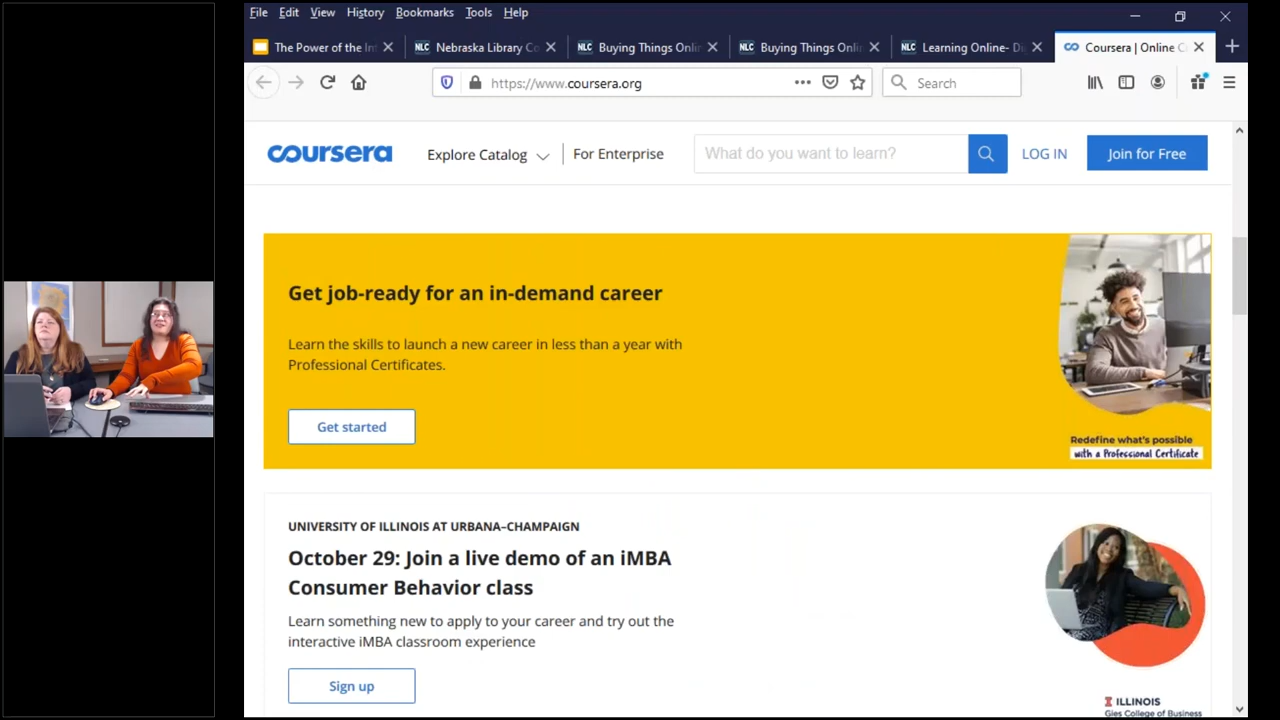 File Edit View History Bookmarks Tools Help
The Power of the In
NLC Nebraska Library Co
NLC Buying Things Onli
NLC Buying Things Onli
NLC Learning Online- Du
Coursera | Online C
https://www.coursera.org
Search
coursera
Explore Catalog
For Enterprise
What do you want to learn?
LOG IN
Join for Free
Get job-ready for an in-demand career
Learn the skills to launch a new career in less than a year with
Professional Certificates.
Get started
Redefine what's possible
with a Professional Certificate
UNIVERSITY OF ILLINOIS AT URBANA–CHAMPAIGN
October 29: Join a live demo of an iMBA
Consumer Behavior class
Learn something new to apply to your career and try out the
interactive iMBA classroom experience
Sign up
ILLINOIS
Gies College of Business